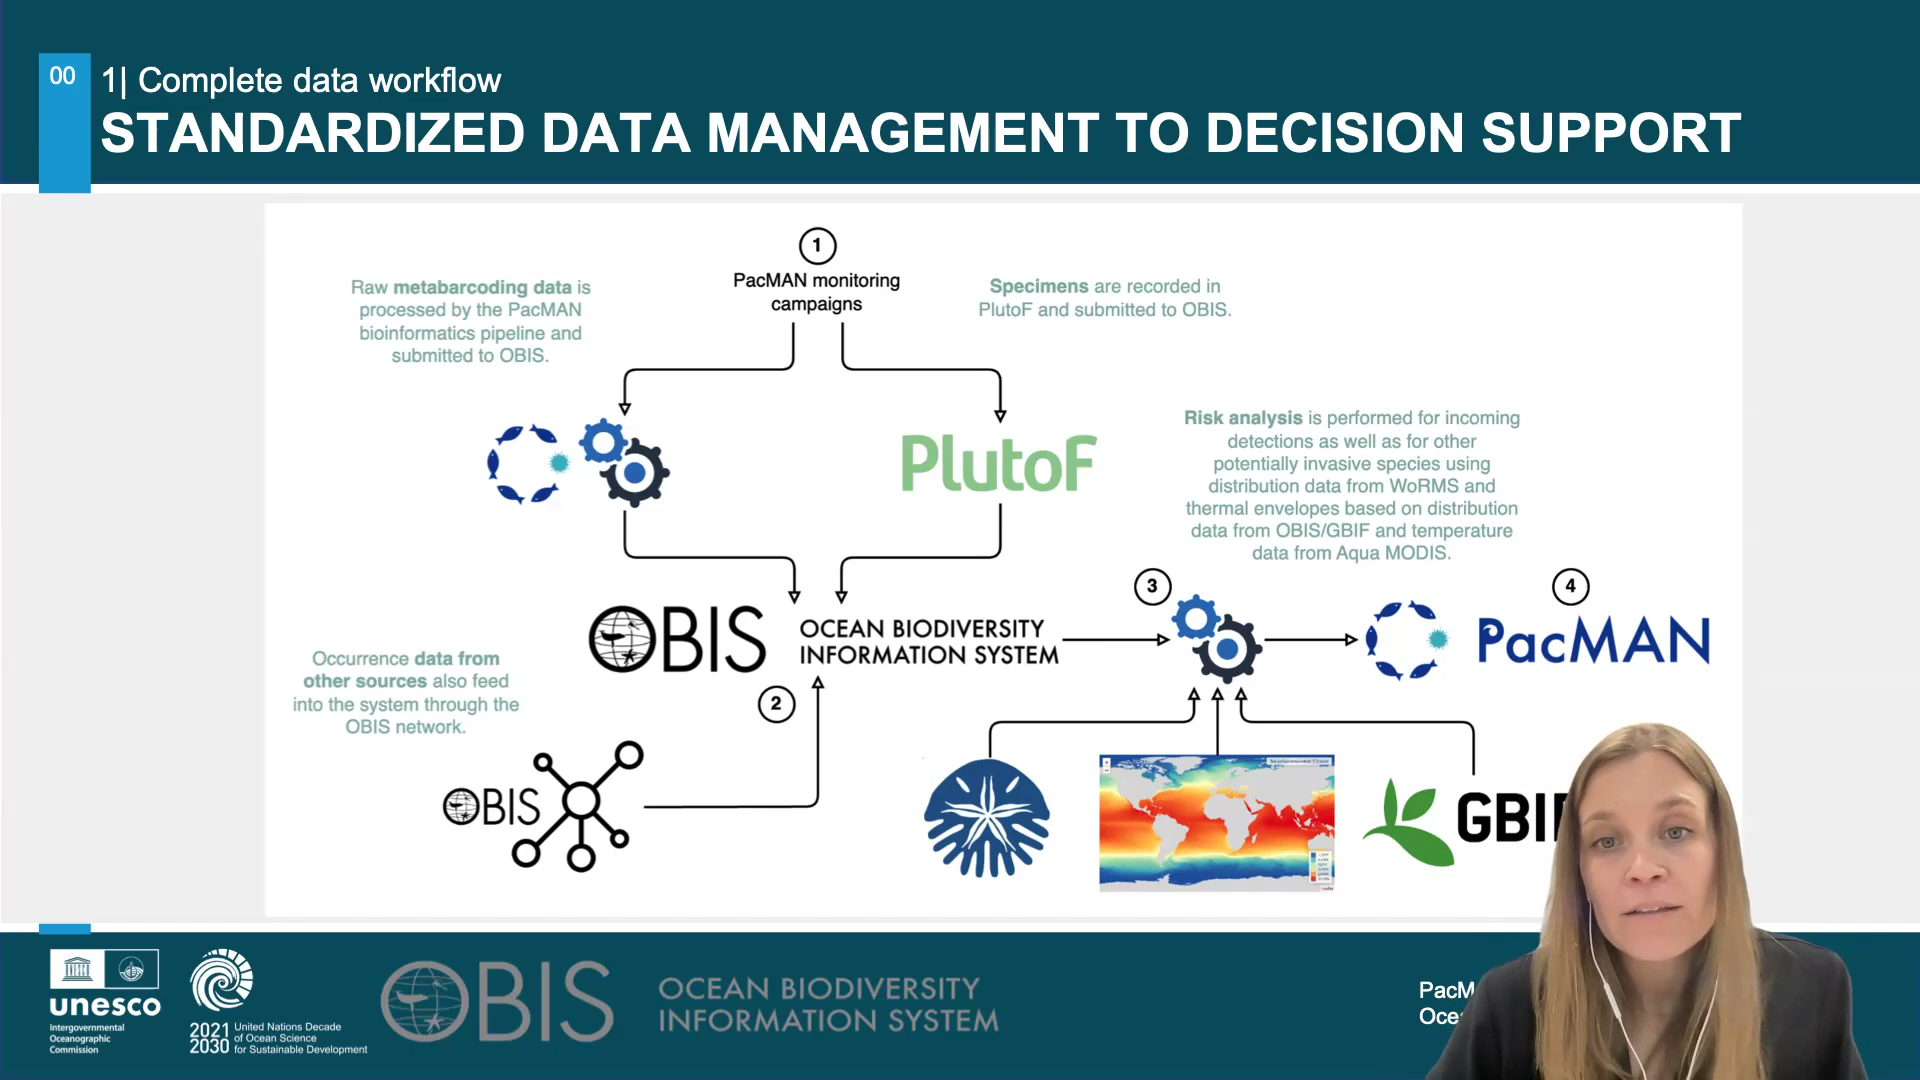 00
1| Complete data workflow
STANDARDIZED DATA MANAGEMENT TO DECISION SUPPORT
1
PacMAN monitoring
campaigns
Raw metabarcoding data is
processed by the PacMAN
bioinformatics pipeline and
submitted to OBIS.
Specimens are recorded in
PlutoF and submitted to OBIS.
PlutoF
Risk analysis is performed for incoming
detections as well as for other
potentially invasive species using
distribution data from WoRMS and
thermal envelopes based on distribution
data from OBIS/GBIF and temperature
data from Aqua MODIS.
OBIS
OCEAN BIODIVERSITY
INFORMATION SYSTEM
3
4
PacMAN
2
Occurrence data from
other sources also feed
into the system through the
OBIS network.
OBIS
GBIF
unesco
Intergovernmental
Oceanographic
Commission
2021
2030
United Nations Decade
of Ocean Science
for Sustainable Development
OBIS
OCEAN BIODIVERSITY
INFORMATION SYSTEM
PacM
Oce